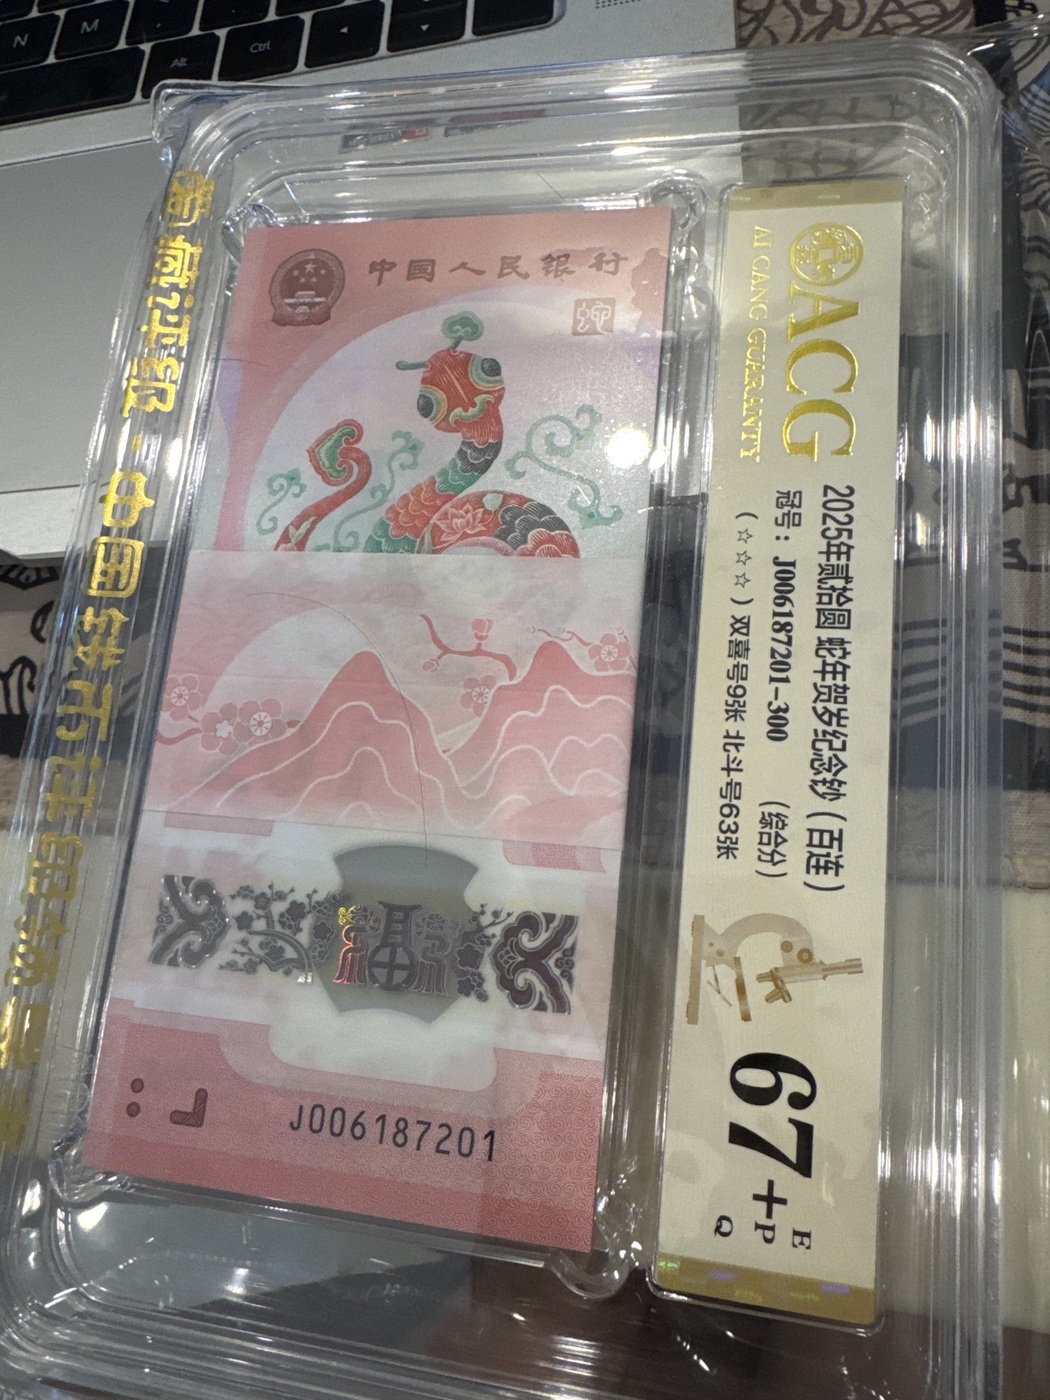 N
M
Alt
Ctrl
中国人民银行
J006187201
ACG
AI CANG GUARANTY
2025年贰拾圆 蛇年贺岁纪念钞（百连）
冠号：J006187201-300 （综合分）
（☆☆☆）双喜号9张 北斗号63张
67+
E
P
Q